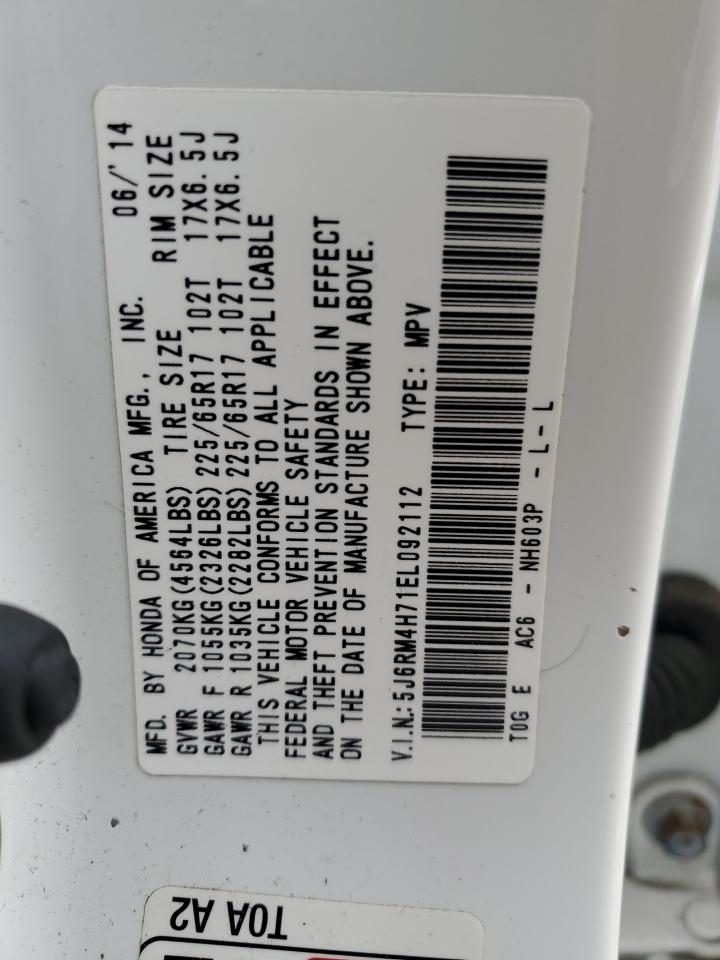 MFD. BY HONDA OF AMERICA MFG., INC. 06/'14
GVWR 2070KG(4564LBS) TIRE SIZE RIM SIZE
GAWR F 1055KG(2326LBS) 225/65R17 102T 17X6.5J
GAWR R 1035KG(2282LBS) 225/65R17 102T 17X6.5J
THIS VEHICLE CONFORMS TO ALL APPLICABLE
FEDERAL MOTOR VEHICLE SAFETY
AND THEFT PREVENTION STANDARDS IN EFFECT
ON THE DATE OF MANUFACTURE SHOWN ABOVE.
V.I.N.:5J6RM4H71EL092112 TYPE: MPV
T0G E AC6 - NH603P - L - L
T0A A2